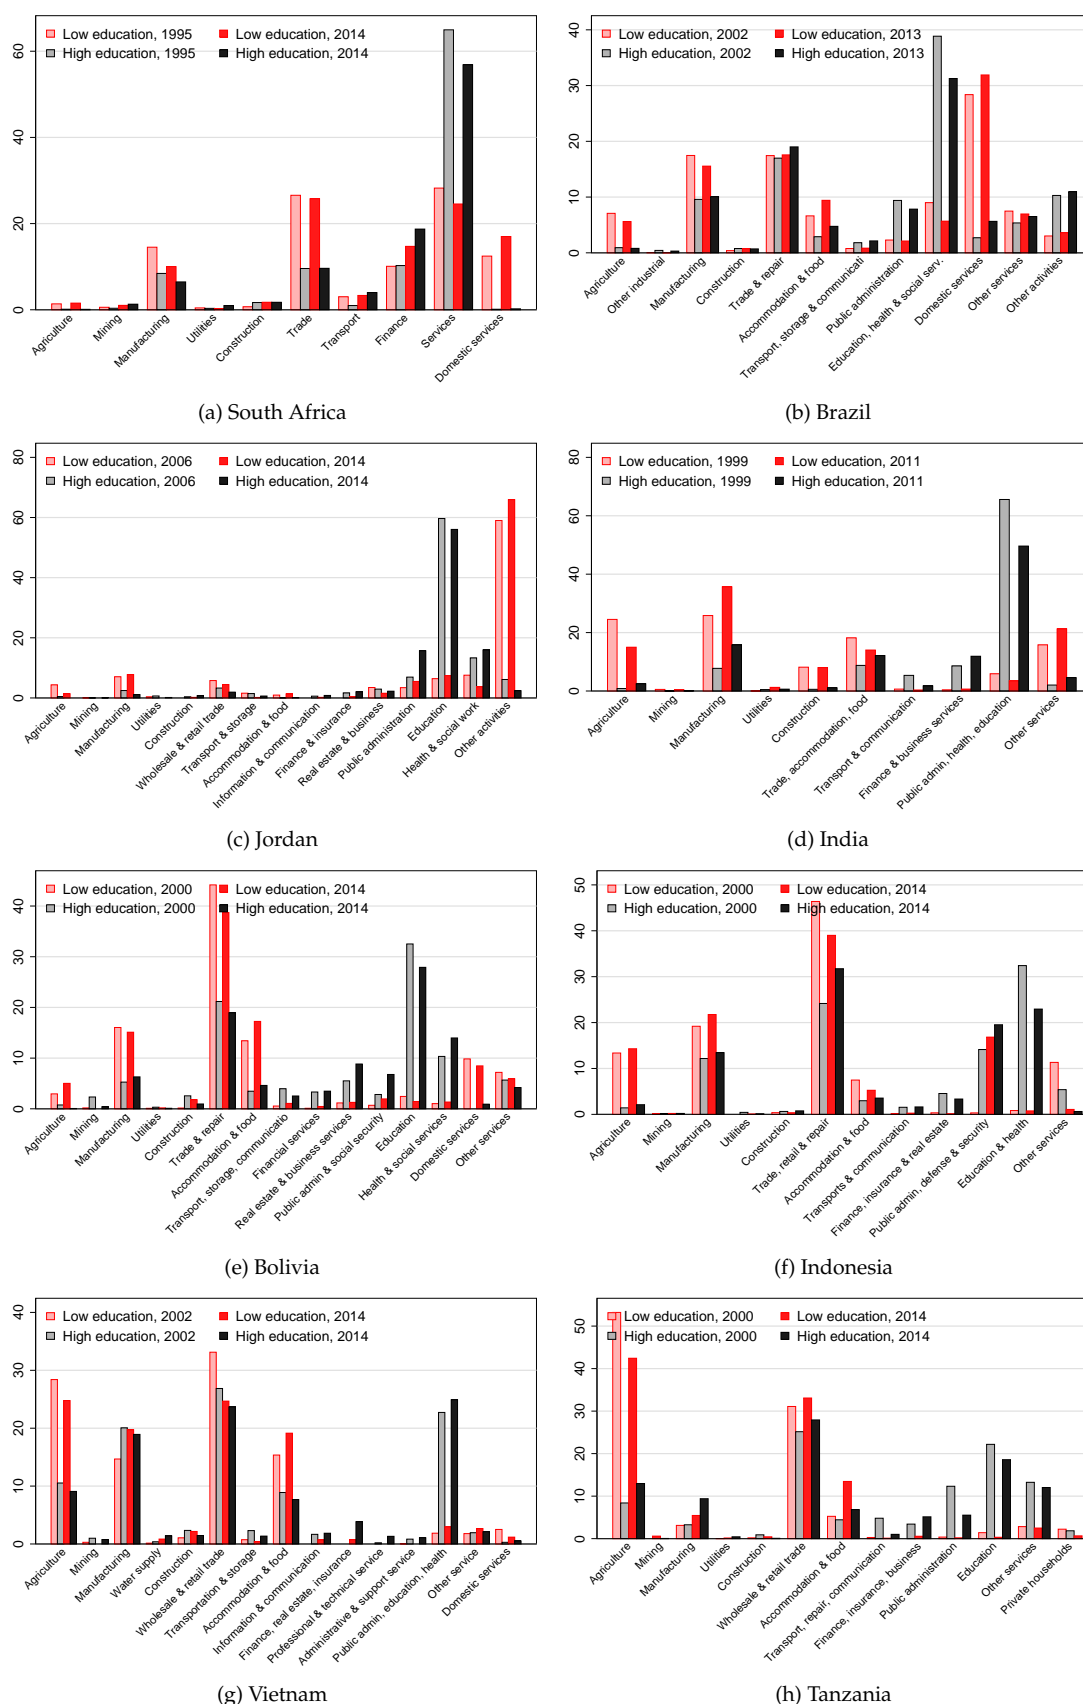 Low education, 1995 Low education, 2014
High education, 1995 High education, 2014
0 20 40 60
Agriculture Mining Manufacturing Utilities Construction Trade Transport Finance Services Domestic services
(a) South Africa
Low education, 2002 Low education, 2013
High education, 2002 High education, 2013
0 10 20 30 40
Agriculture Other industrial Manufacturing Construction Trade & repair Accommodation & food Transport, storage & communicati Public administration Education, health & social serv. Domestic services Other services Other activities
(b) Brazil
Low education, 2006 Low education, 2014
High education, 2006 High education, 2014
0 20 40 60 80
Agriculture Mining Manufacturing Utilities Construction Wholesale & retail trade Transport & storage Accommodation & food Information & communication Finance & insurance Real estate & business Public administration Education Health & social work Other activities
(c) Jordan
Low education, 1999 Low education, 2011
High education, 1999 High education, 2011
0 20 40 60 80
Agriculture Mining Manufacturing Utilities Construction Trade, accommodation, food Transport & communication Finance & business services Public admin, health, education Other services
(d) India
Low education, 2000 Low education, 2014
High education, 2000 High education, 2014
0 10 20 30 40
Agriculture Mining Manufacturing Utilities Construction Trade & repair Accommodation & food Transport, storage, communicatio Financial services Real estate & business services Public admin & social security Education Health & social services Domestic services Other services
(e) Bolivia
Low education, 2000 Low education, 2014
High education, 2000 High education, 2014
0 10 20 30 40 50
Agriculture Mining Manufacturing Utilities Construction Trade, retail & repair Accommodation & food Transports & communication Finance, insurance & real estate Public admin, defense & security Education & health Other services
(f) Indonesia
Low education, 2002 Low education, 2014
High education, 2002 High education, 2014
0 10 20 30 40
Agriculture Mining Manufacturing Water supply Construction Wholesale & retail trade Transportation & storage Accommodation & food Information & communication Finance, real estate, insurance Professional & technical service Administrative & support service Public admin, education, health Other service Domestic services
(g) Vietnam
Low education, 2000 Low education, 2014
High education, 2000 High education, 2014
0 10 20 30 40 50
Agriculture Mining Manufacturing Utilities Construction Wholesale & retail trade Accommodation & food Transport, repair, communication Finance, insurance, business Public administration Education Other services Private households
(h) Tanzania